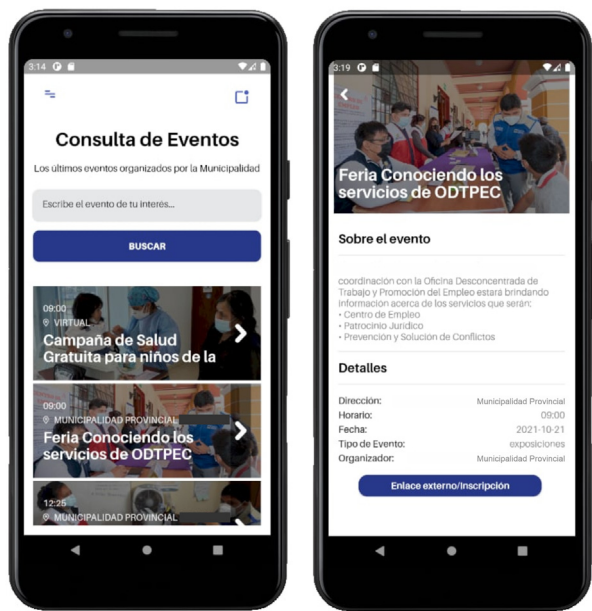 3:14
Consulta de Eventos
Los últimos eventos organizados por la Municipalidad
Escribe el evento de tu interés...
BUSCAR
09:00
VIRTUAL
Campaña de Salud
Gratuita para niños de la
09:00
MUNICIPALIDAD PROVINCIAL
Feria Conociendo los
servicios de ODTPEC
12:25
MUNICIPALIDAD PROVINCIAL
3:19
Feria Conociendo los
servicios de ODTPEC
Sobre el evento
coordinación con la Oficina Desconcentrada de
Trabajo y Promoción del Empleo estará brindando
información acerca de los servicios que serán:
• Centro de Empleo
• Patrocinio Jurídico
• Prevención y Solución de Conflictos
Detalles
Dirección: Municipalidad Provincial
Horario: 09:00
Fecha: 2021-10-21
Tipo de Evento: exposiciones
Organizador: Municipalidad Provincial
Enlace externo/Inscripción